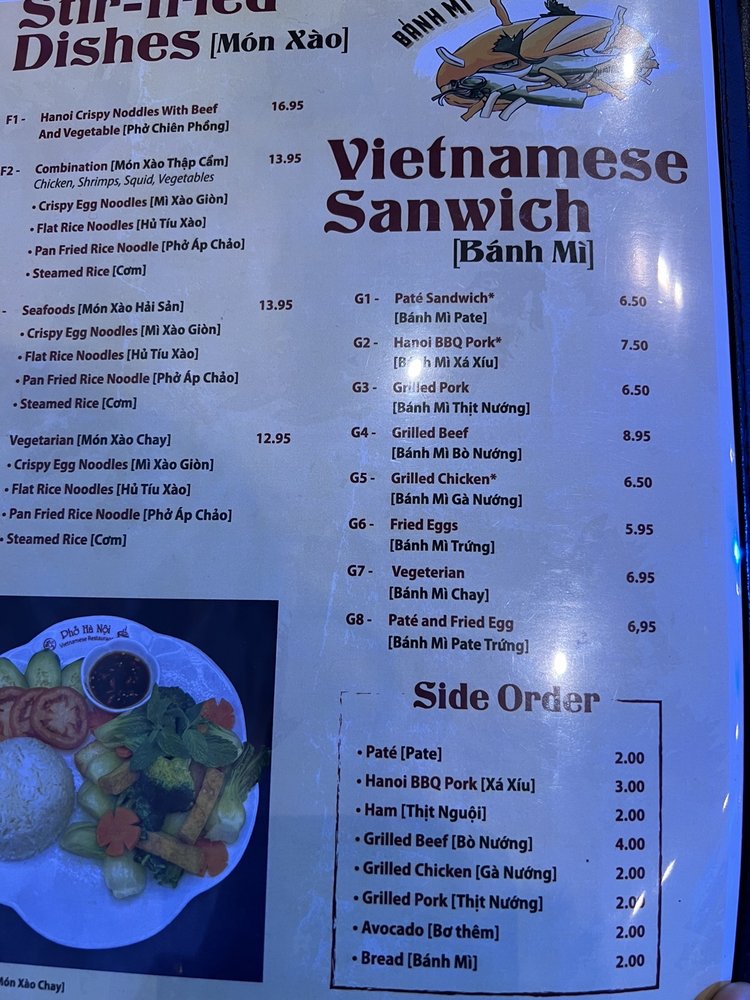 Stir-fried
Dishes [Món Xào]
F1 - Hanoi Crispy Noddles With Beef 16.95
And Vegetable [Phở Chiên Phồng]
F2 - Combination [Món Xào Thập Cẩm] 13.95
Chicken, Shrimps, Squid, Vegetables
• Crispy Egg Noodles [Mì Xào Giòn]
• Flat Rice Noodles [Hủ Tíu Xào]
• Pan Fried Rice Noodle [Phở Áp Chảo]
• Steamed Rice [Cơm]
- Seafoods [Món Xào Hải Sản] 13.95
• Crispy Egg Noodles [Mì Xào Giòn]
• Flat Rice Noodles [Hủ Tíu Xào]
• Pan Fried Rice Noodle [Phở Áp Chảo]
• Steamed Rice [Cơm]
Vegetarian [Món Xào Chay] 12.95
• Crispy Egg Noodles [Mì Xào Giòn]
• Flat Rice Noodles [Hủ Tíu Xào]
• Pan Fried Rice Noodle [Phở Áp Chảo]
• Steamed Rice [Cơm]
Phở Hà Nội
Vietnamese Restaurant
Món Xào Chay]
BÁNH MÌ
Vietnamese
Sanwich
[Bánh Mì]
G1 - Paté Sandwich* 6.50
[Bánh Mì Pate]
G2 - Hanoi BBQ Pork* 7.50
[Bánh Mì Xá Xíu]
G3 - Grilled Pork 6.50
[Bánh Mì Thịt Nướng]
G4 - Grilled Beef 8.95
[Bánh Mì Bò Nướng]
G5 - Grilled Chicken* 6.50
[Bánh Mì Gà Nướng]
G6 - Fried Eggs 5.95
[Bánh Mì Trứng]
G7 - Vegeterian 6.95
[Bánh Mì Chay]
G8 - Paté and Fried Egg 6,95
[Bánh Mì Pate Trứng]
Side Order
• Paté [Pate] 2.00
• Hanoi BBQ Pork [Xá Xíu] 3.00
• Ham [Thịt Nguội] 2.00
• Grilled Beef [Bò Nướng] 4.00
• Grilled Chicken [Gà Nướng] 2.00
• Grilled Pork [Thịt Nướng] 2.00
• Avocado [Bơ thêm] 2.00
• Bread [Bánh Mì] 2.00